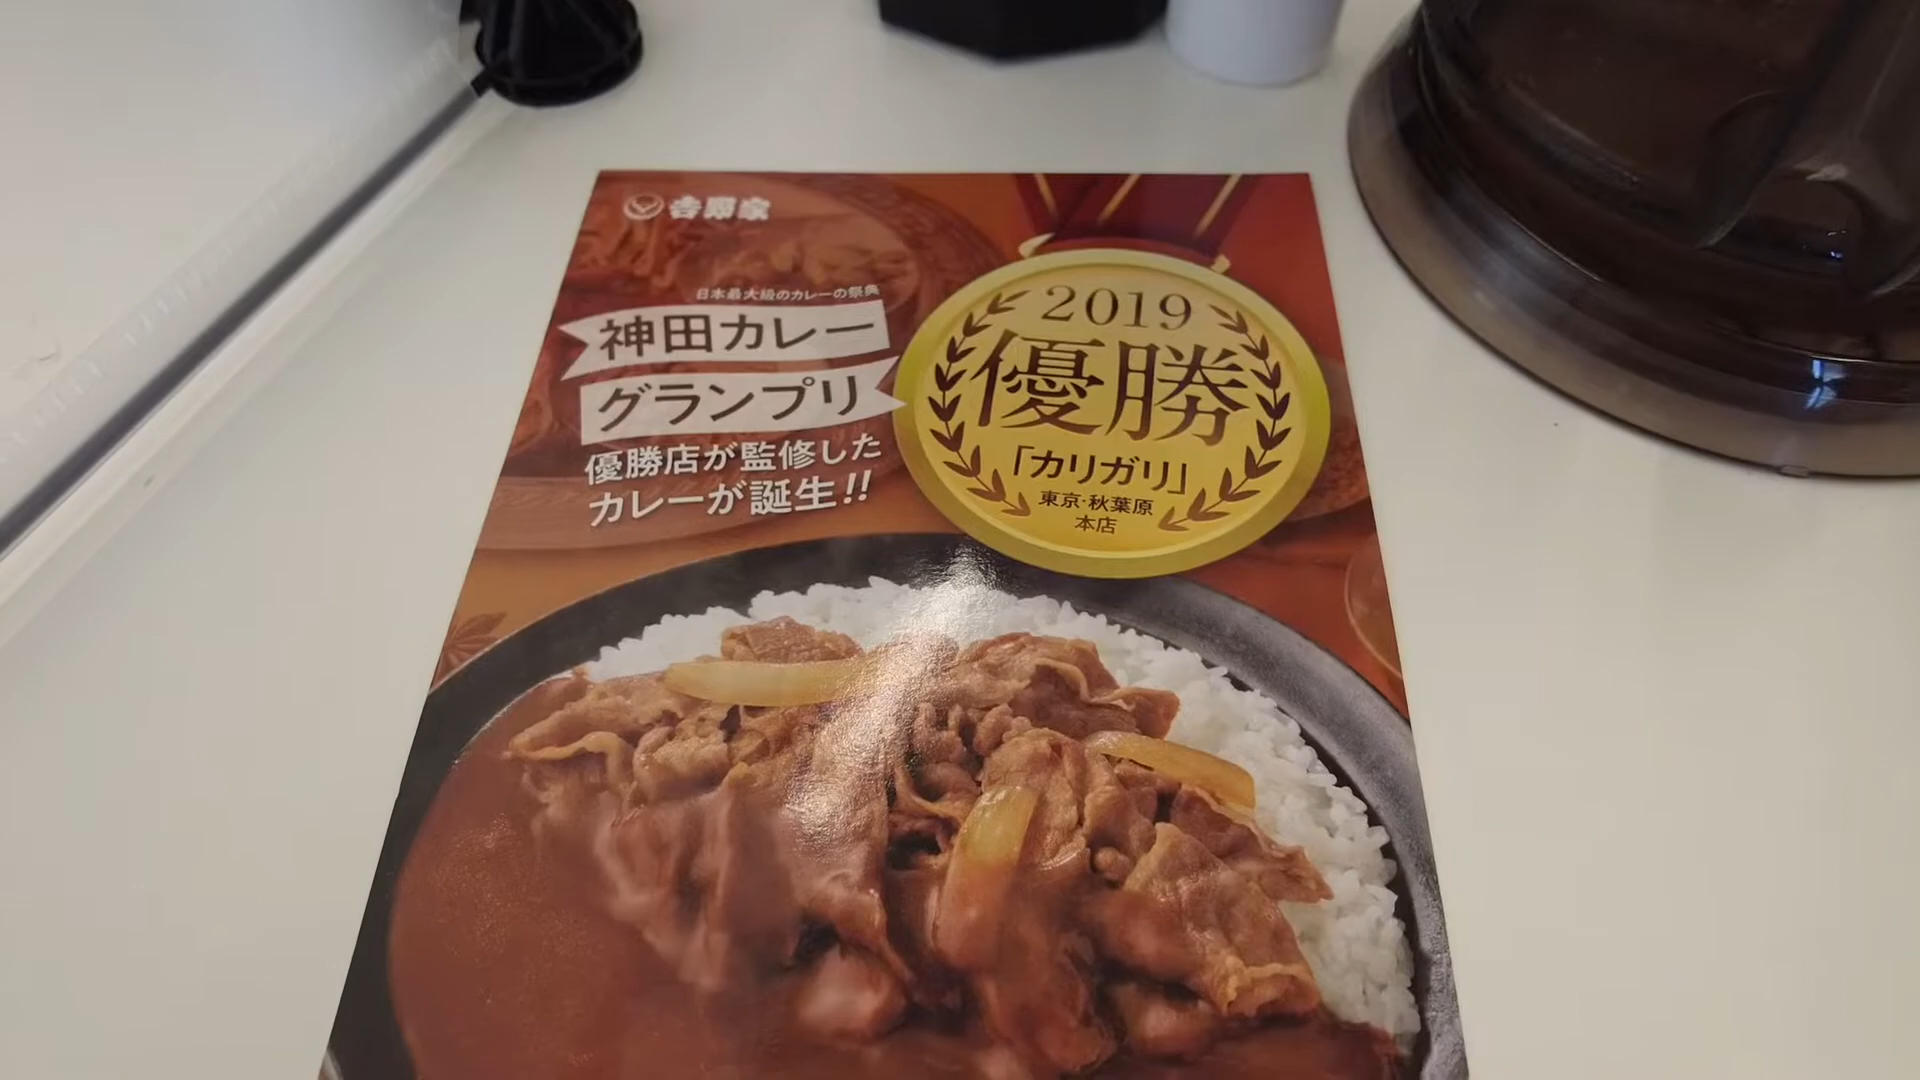 吉野家
日本最大級のカレーの祭典
神田カレー
グランプリ
優勝店が監修した
カレーが誕生!!
2019
優勝
「カリガリ」
東京・秋葉原
本店